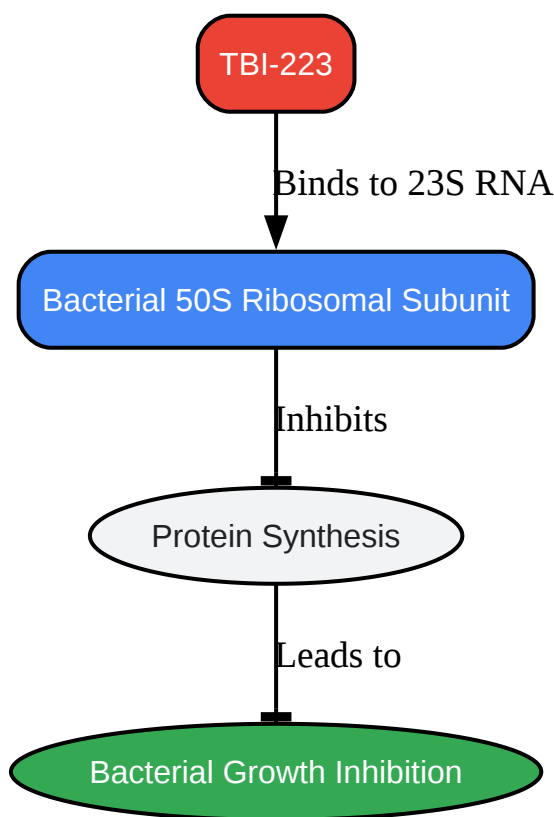 TBI-223
Binds to 23S RNA
Bacterial 50S Ribosomal Subunit
Inhibits
Protein Synthesis
Leads to
Bacterial Growth Inhibition